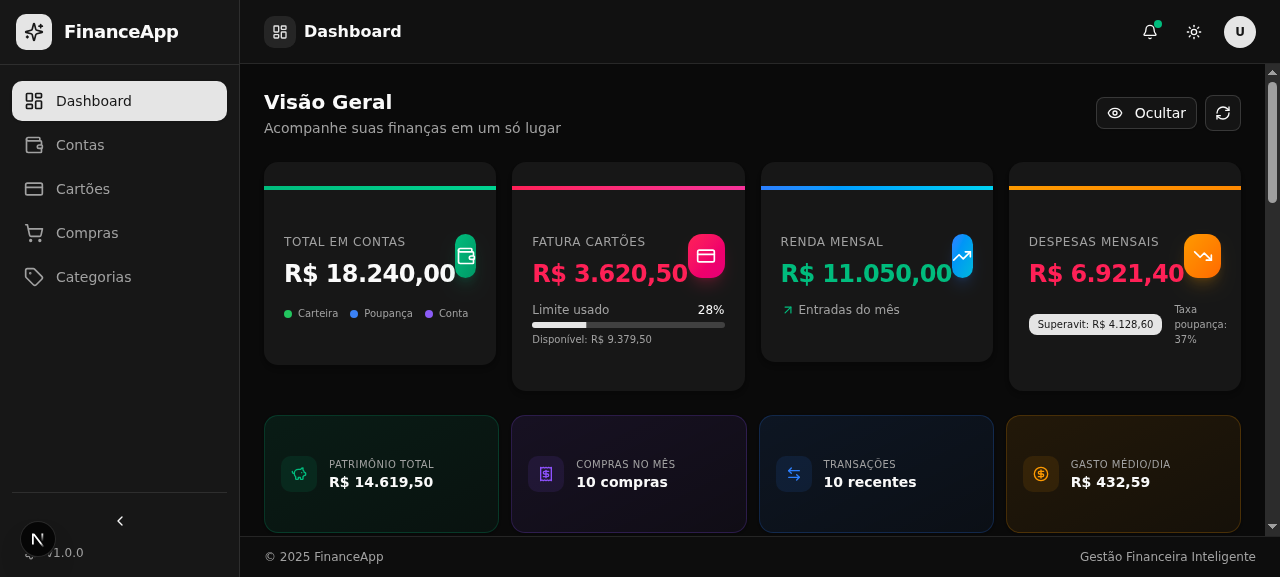 FinanceApp
Dashboard
Contas
Cartões
Compras
Categorias
N
v1.0.0
Dashboard
U
Visão Geral
Acompanhe suas finanças em um só lugar
Ocultar
TOTAL EM CONTAS
R$ 18.240,00
Carteira
Poupança
Conta
FATURA CARTÕES
R$ 3.620,50
Limite usado
28%
Disponível: R$ 9.379,50
RENDA MENSAL
R$ 11.050,00
Entradas do mês
DESPESAS MENSAIS
R$ 6.921,40
Superavit: R$ 4.128,60
Taxa
poupança:
37%
PATRIMÔNIO TOTAL
R$ 14.619,50
COMPRAS NO MÊS
10 compras
TRANSAÇÕES
10 recentes
GASTO MÉDIO/DIA
R$ 432,59
© 2025 FinanceApp
Gestão Financeira Inteligente